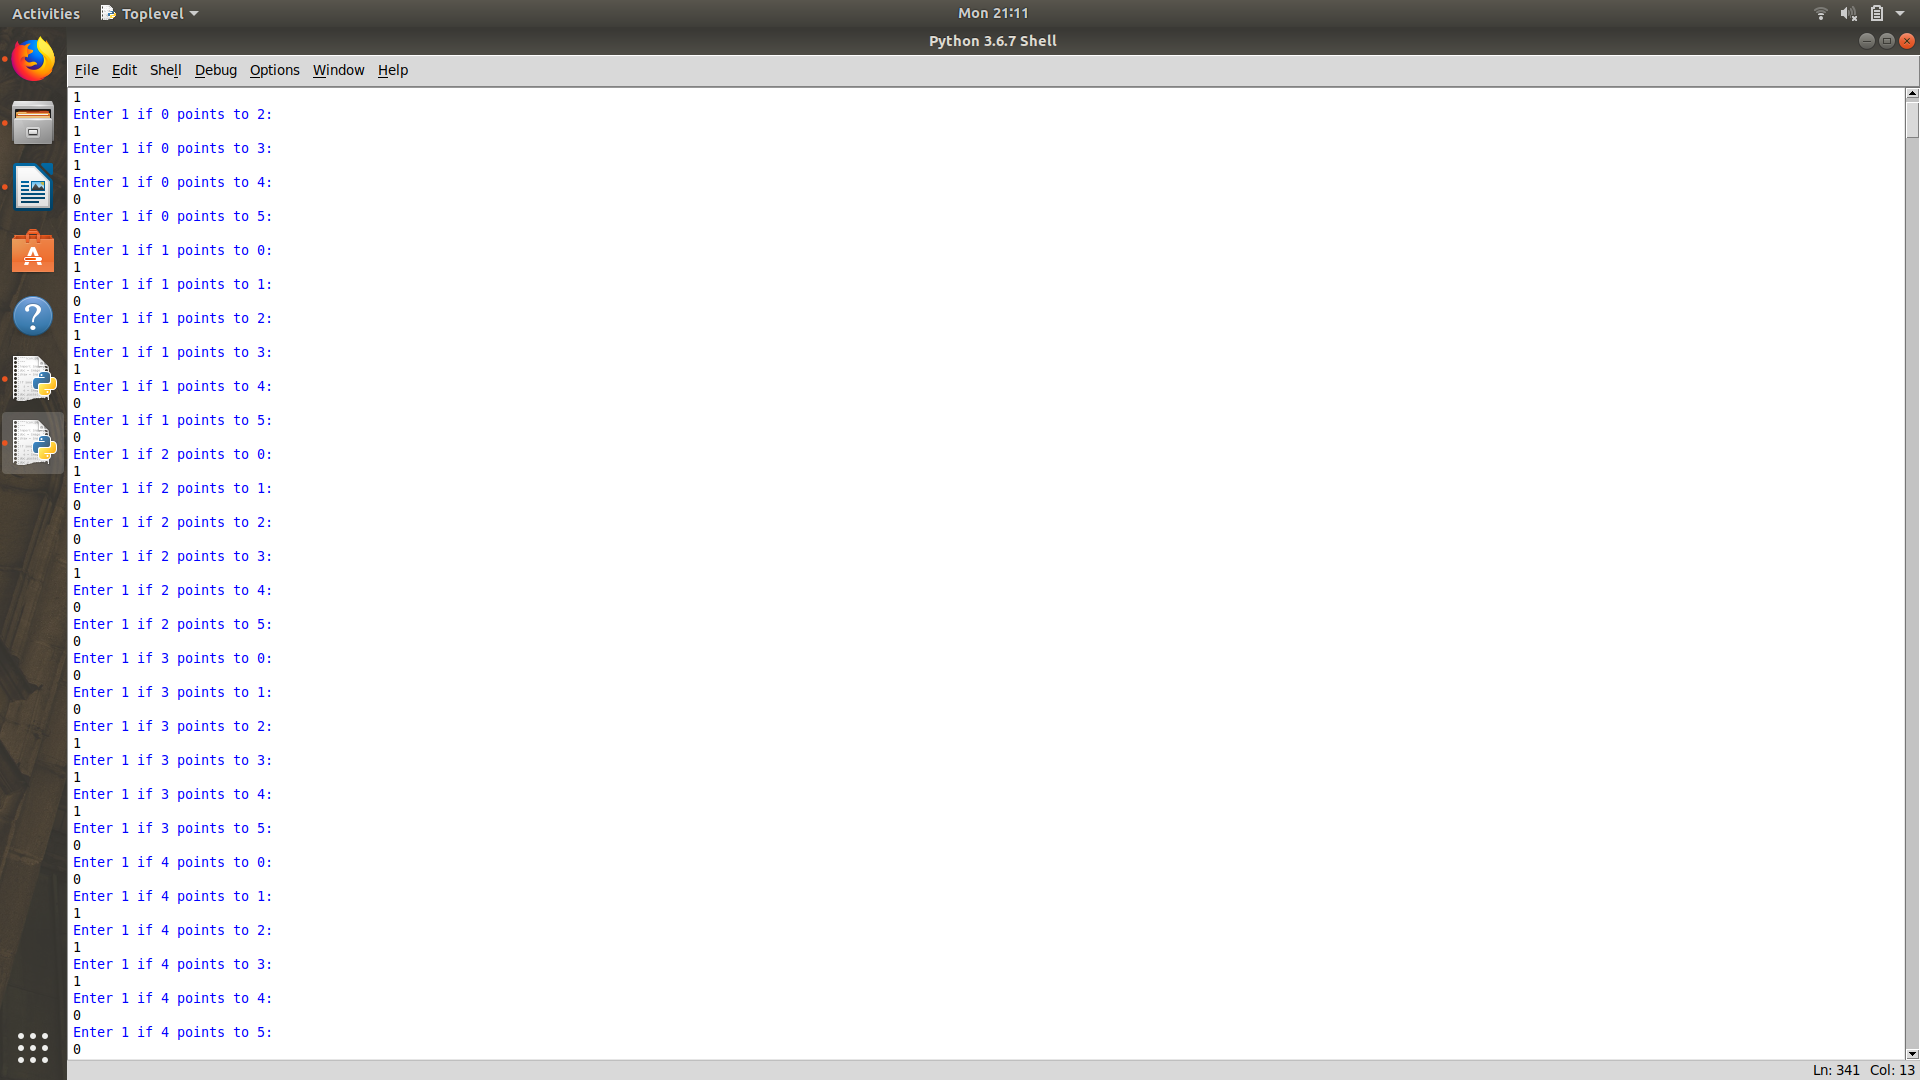 Activities Toplevel Mon 21:11
Python 3.6.7 Shell
File Edit Shell Debug Options Window Help
1
Enter 1 if 0 points to 2:
1
Enter 1 if 0 points to 3:
1
Enter 1 if 0 points to 4:
0
Enter 1 if 0 points to 5:
0
Enter 1 if 1 points to 0:
1
Enter 1 if 1 points to 1:
0
Enter 1 if 1 points to 2:
1
Enter 1 if 1 points to 3:
1
Enter 1 if 1 points to 4:
0
Enter 1 if 1 points to 5:
0
Enter 1 if 2 points to 0:
1
Enter 1 if 2 points to 1:
0
Enter 1 if 2 points to 2:
0
Enter 1 if 2 points to 3:
1
Enter 1 if 2 points to 4:
0
Enter 1 if 2 points to 5:
0
Enter 1 if 3 points to 0:
0
Enter 1 if 3 points to 1:
0
Enter 1 if 3 points to 2:
1
Enter 1 if 3 points to 3:
1
Enter 1 if 3 points to 4:
1
Enter 1 if 3 points to 5:
0
Enter 1 if 4 points to 0:
0
Enter 1 if 4 points to 1:
1
Enter 1 if 4 points to 2:
1
Enter 1 if 4 points to 3:
1
Enter 1 if 4 points to 4:
0
Enter 1 if 4 points to 5:
0
Ln: 341 Col: 13